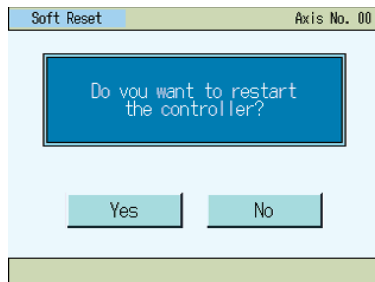 Soft Reset
Axis No. 00
Do you want to restart
the controller?
Yes
No